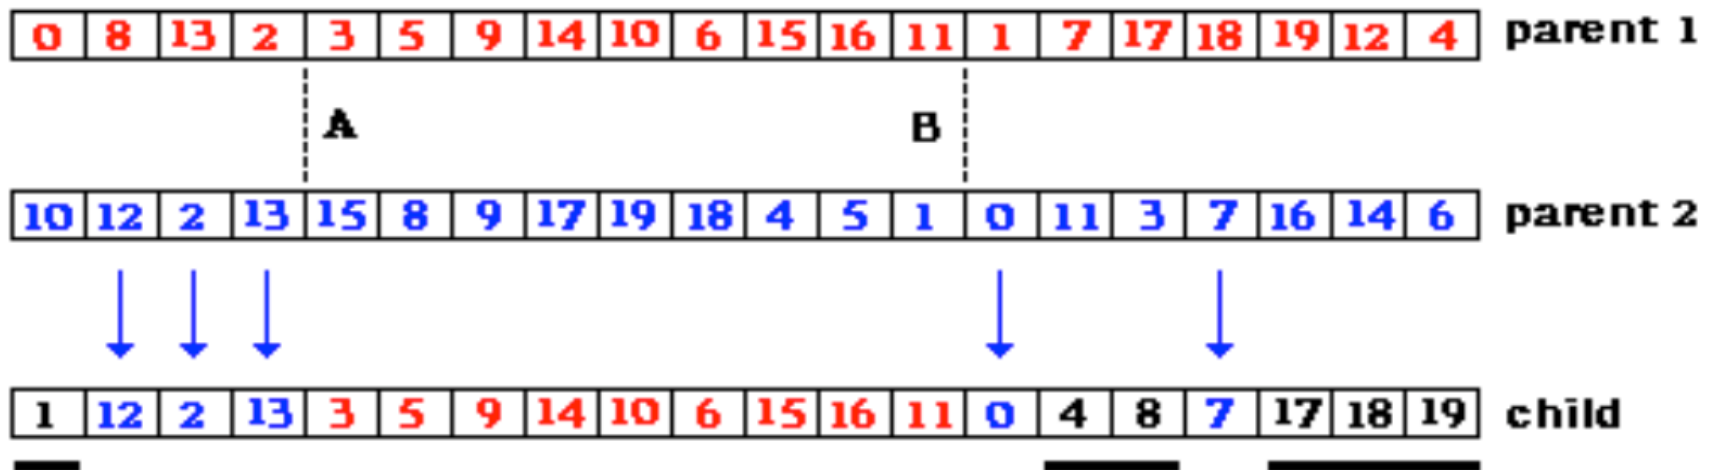 0 8 13 2 3 5 9 14 10 6 15 16 11 1 7 17 18 19 12 4 parent 1
A B
10 12 2 13 15 8 9 17 19 18 4 5 1 0 11 3 7 16 14 6 parent 2
1 12 2 13 3 5 9 14 10 6 15 16 11 0 4 8 7 17 18 19 child